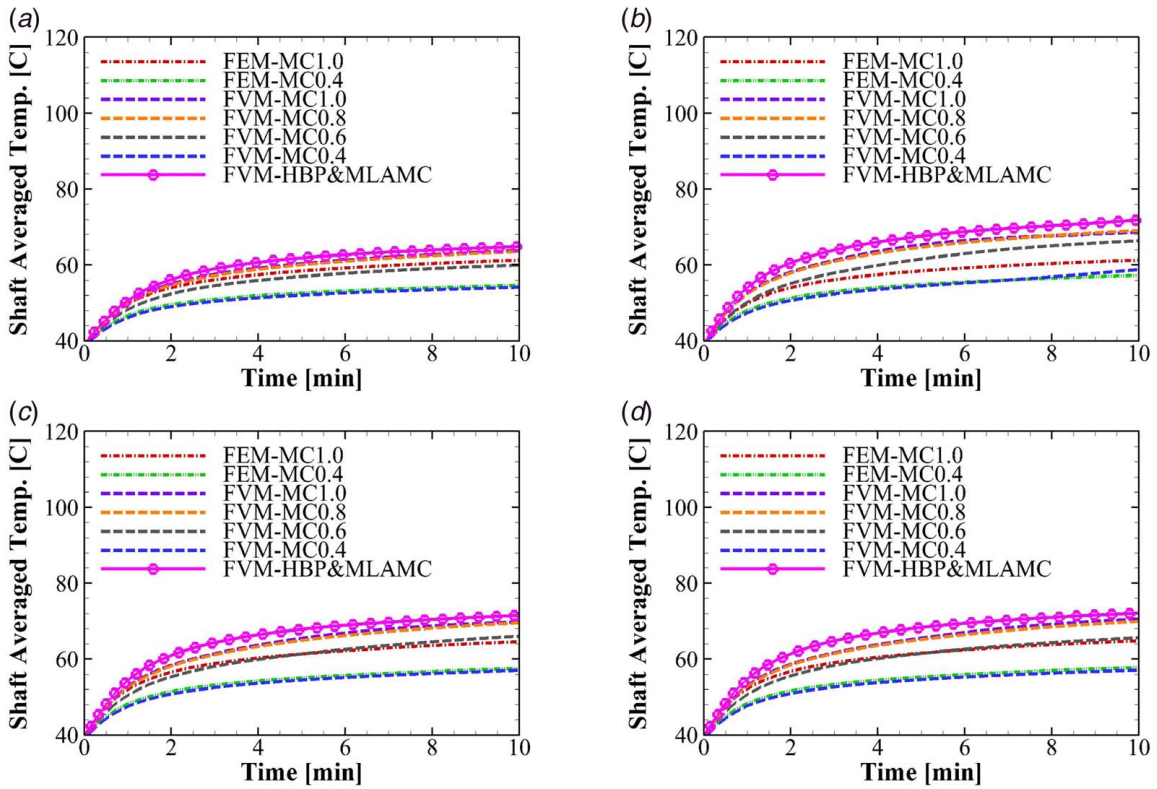 (a)
Shaft Averaged Temp. [C]
120
100
80
60
40
FEM-MC1.0
FEM-MC0.4
FVM-MC1.0
FVM-MC0.8
FVM-MC0.6
FVM-MC0.4
FVM-HBP&MLAMC
0 2 4 6 8 10
Time [min]
(b)
Shaft Averaged Temp. [C]
120
100
80
60
40
FEM-MC1.0
FEM-MC0.4
FVM-MC1.0
FVM-MC0.8
FVM-MC0.6
FVM-MC0.4
FVM-HBP&MLAMC
0 2 4 6 8 10
Time [min]
(c)
Shaft Averaged Temp. [C]
120
100
80
60
40
FEM-MC1.0
FEM-MC0.4
FVM-MC1.0
FVM-MC0.8
FVM-MC0.6
FVM-MC0.4
FVM-HBP&MLAMC
0 2 4 6 8 10
Time [min]
(d)
Shaft Averaged Temp. [C]
120
100
80
60
40
FEM-MC1.0
FEM-MC0.4
FVM-MC1.0
FVM-MC0.8
FVM-MC0.6
FVM-MC0.4
FVM-HBP&MLAMC
0 2 4 6 8 10
Time [min]